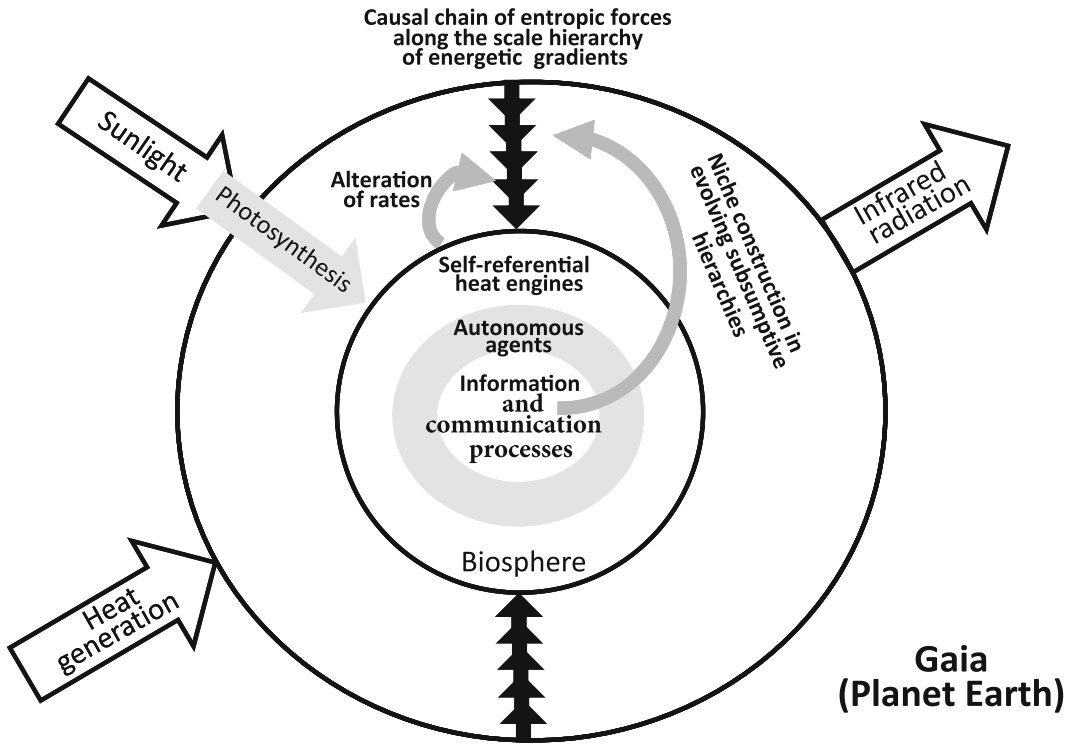 Causal chain of entropic forces
along the scale hierarchy
of energetic gradients
Sunlight
Photosynthesis
Alteration
of rates
Niche construction in
evolving subsumptive
hierarchies
Infrared
radiation
Self-referential
heat engines
Autonomous
agents
Information
and
communication
processes
Biosphere
Heat
generation
Gaia
(Planet Earth)